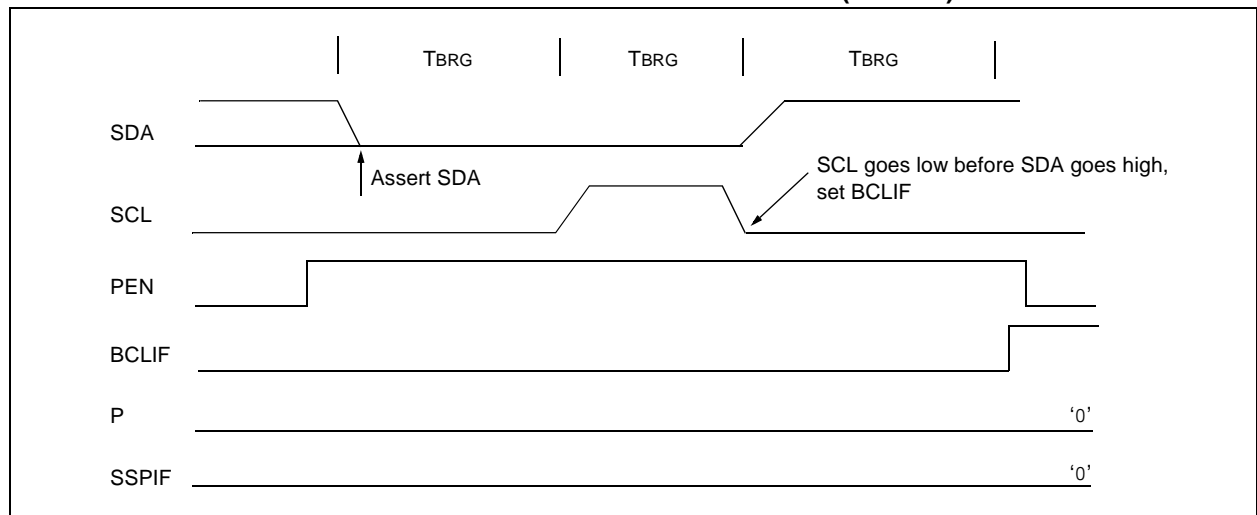 TBRG TBRG TBRG
SDA
Assert SDA
SCL goes low before SDA goes high,
set BCLIF
SCL
PEN
BCLIF
P
‘0’
SSPIF
‘0’